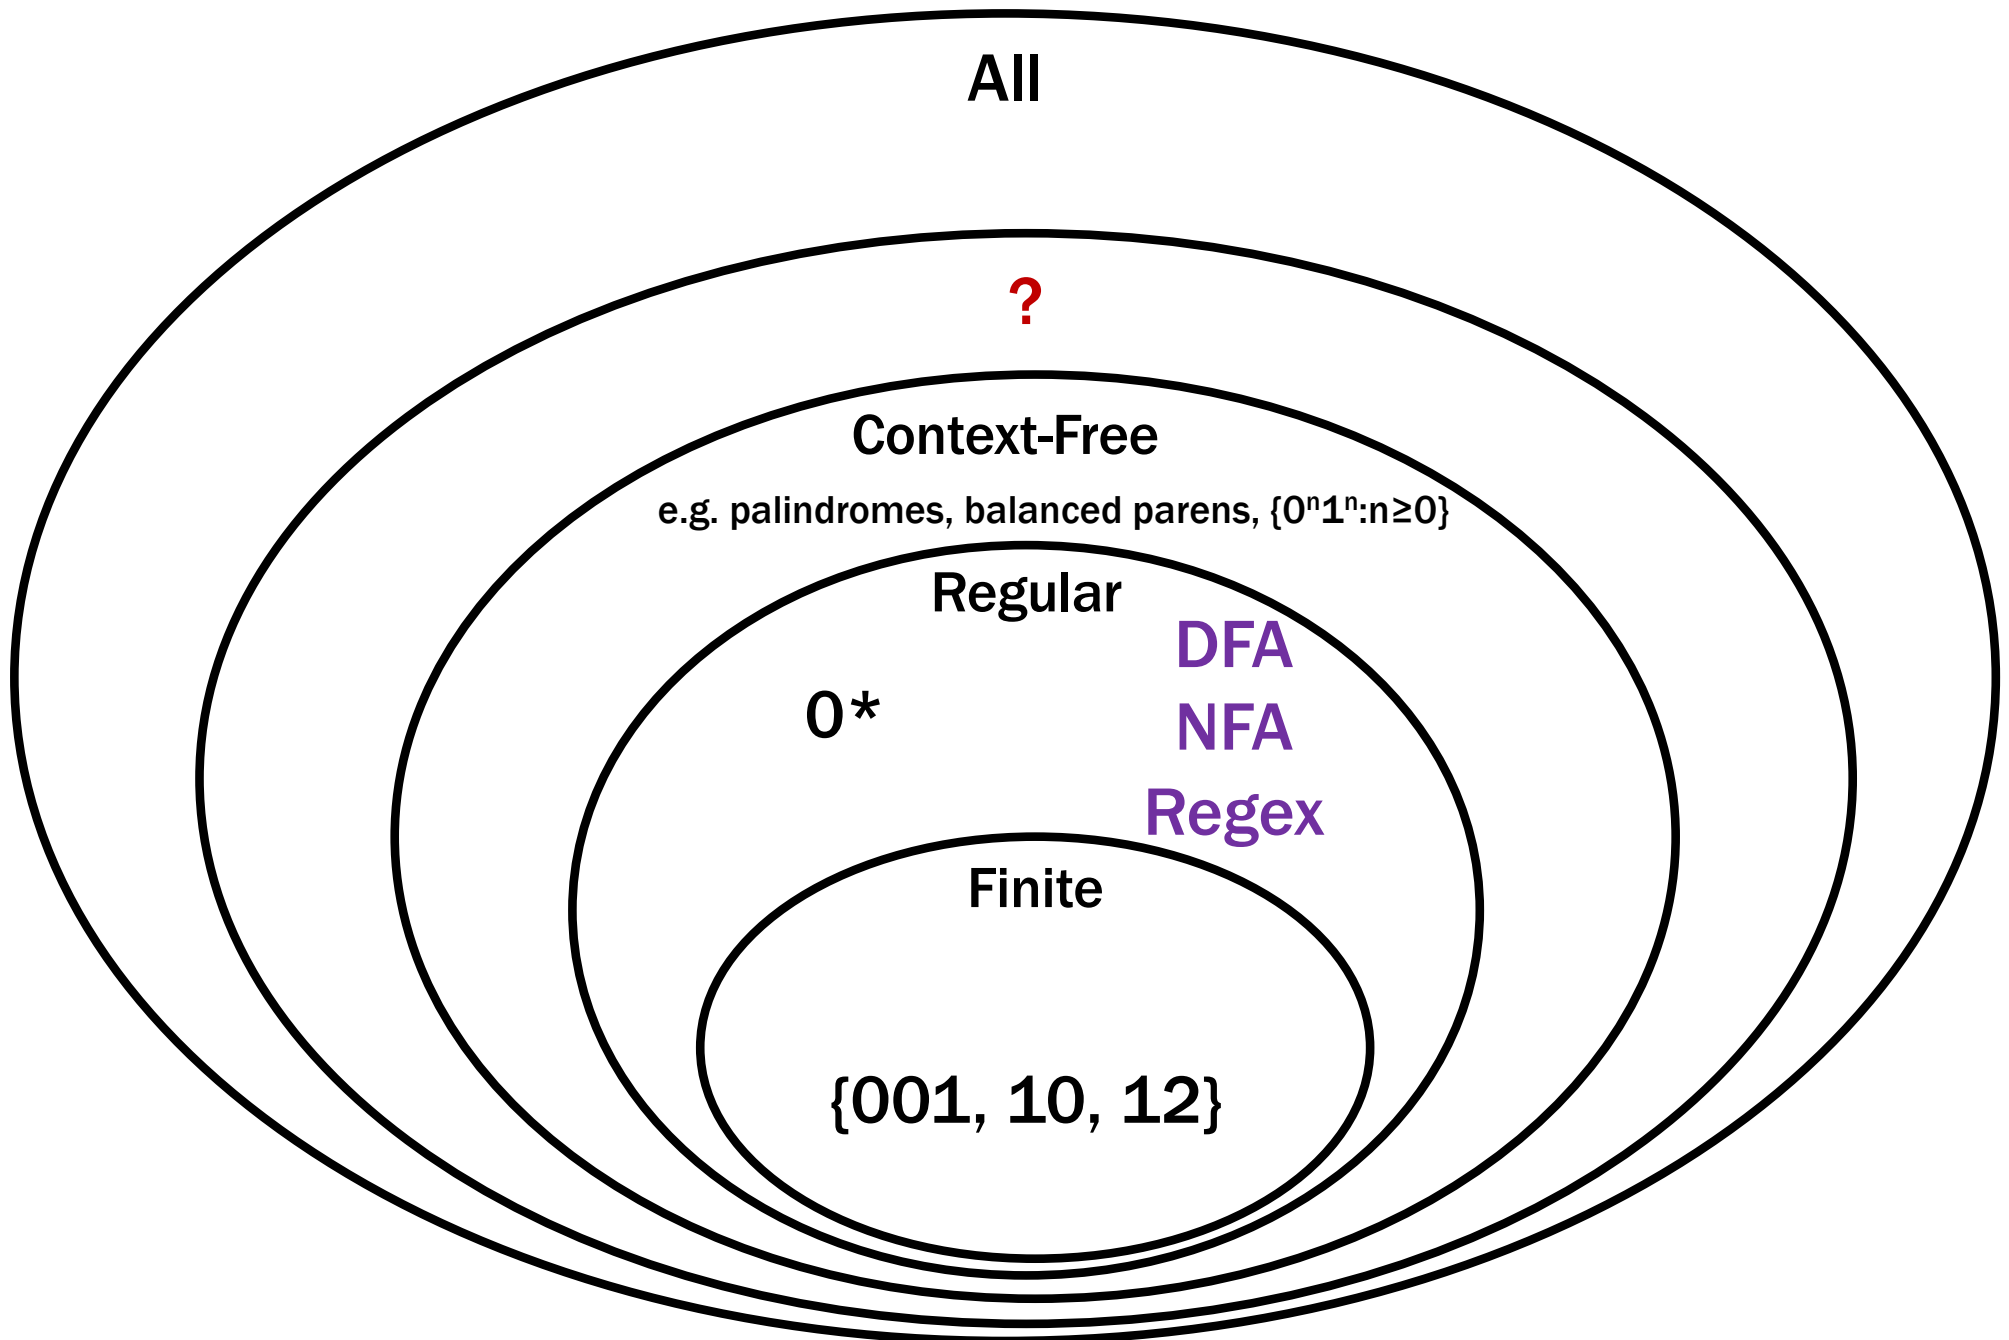 All
?
Context-Free
e.g. palindromes, balanced parens, {0ⁿ1ⁿ:n≥0}
Regular
DFA
0*
NFA
Regex
Finite
{001, 10, 12}